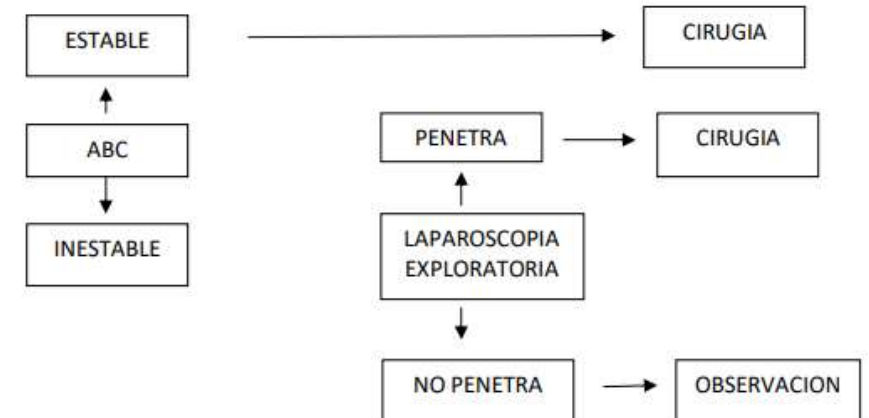 ESTABLE
CIRUGIA
ABC
PENETRA
CIRUGIA
INESTABLE
LAPAROSCOPIA
EXPLORATORIA
NO PENETRA
OBSERVACION